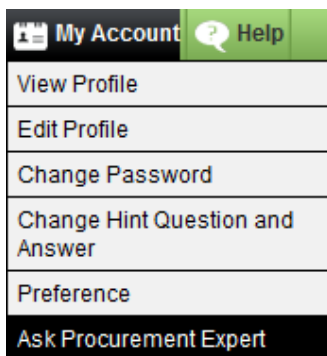 My Account Help
View Profile
Edit Profile
Change Password
Change Hint Question and
Answer
Preference
Ask Procurement Expert